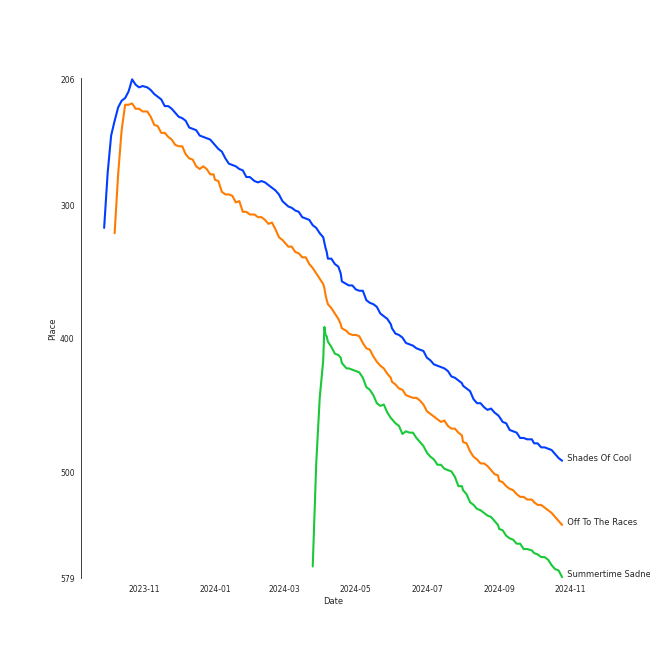 206
300
Place
400
Shades Of Cool
500
Off To The Races
Summertime Sadne
579
2023-11 2024-01 2024-03 2024-05 2024-07 2024-09 2024-11
Date